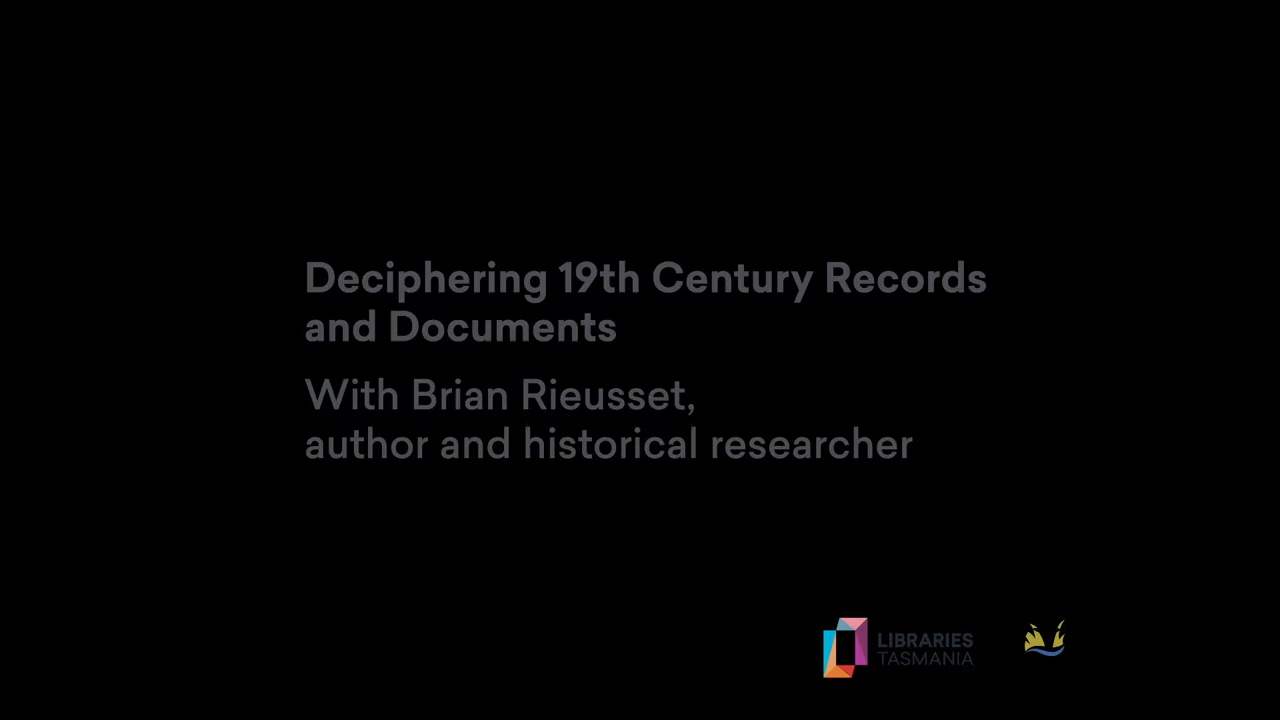 Deciphering 19th Century Records
and Documents
With Brian Rieusset,
author and historical researcher
LIBRARIES
TASMANIA